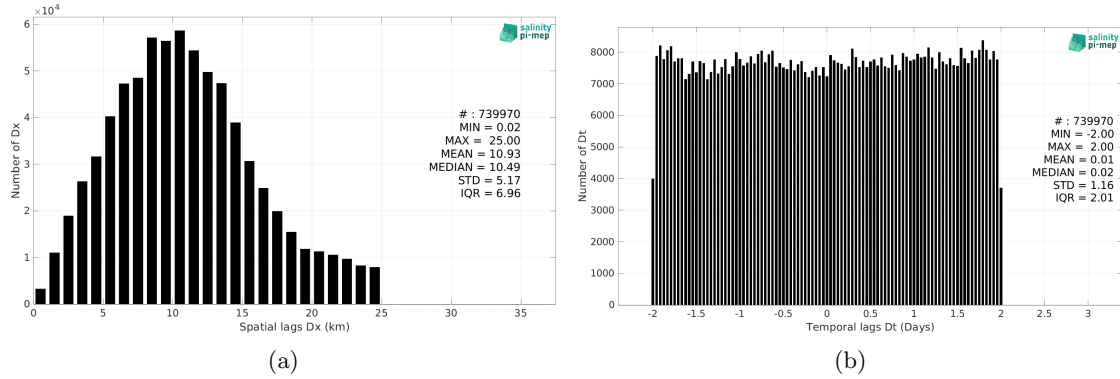 ×10^4
6
5
4
3
2
1
0
Number of Dx
0 5 10 15 20 25 30 35
Spatial lags Dx (km)
salinity
pi-mep
# : 739970
MIN = 0.02
MAX = 25.00
MEAN = 10.93
MEDIAN = 10.49
STD = 5.17
IQR = 6.96
(a)
8000
7000
6000
5000
4000
3000
2000
1000
0
Number of Dt
-2 -1.5 -1 -0.5 0 0.5 1 1.5 2 2.5 3
Temporal lags Dt (Days)
salinity
pi-mep
# : 739970
MIN = -2.00
MAX = 2.00
MEAN = 0.01
MEDIAN = 0.02
STD = 1.16
IQR = 2.01
(b)